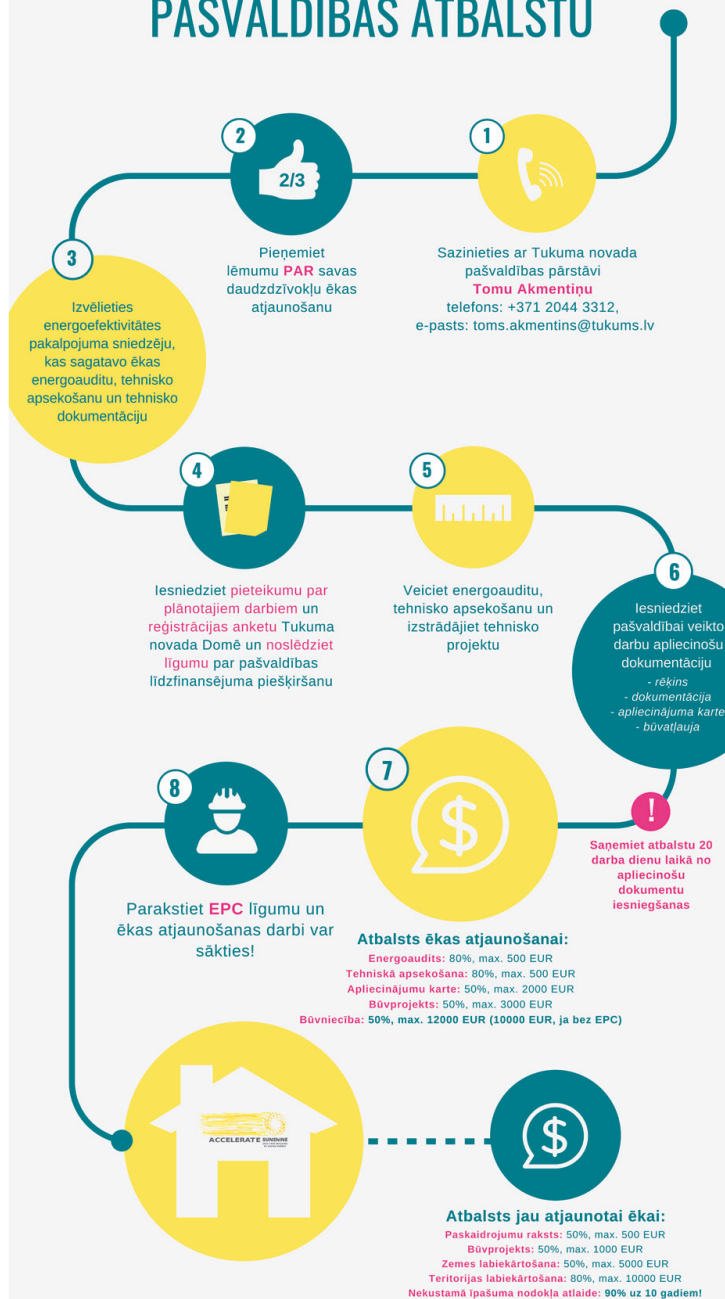 PAŠVALDĪBAS ATBALSTU
1
Sazinieties ar Tukuma novada
pašvaldības pārstāvi
Tomu Akmentiņu
telefons: +371 2044 3312,
e-pasts: toms.akmentins@tukums.lv
2
2/3
Pieņemiet
lēmumu PAR savas
daudzdzīvokļu ēkas
atjaunošanu
3
Izvēlieties
energoefektivitātes
pakalpojuma sniedzēju,
kas sagatavo ēkas
energoauditu, tehnisko
apsekošanu un tehnisko
dokumentāciju
4
Iesniedziet pieteikumu par
plānotajiem darbiem un
reģistrācijas anketu Tukuma
novada Domē un noslēdziet
līgumu par pašvaldības
līdzfinansējuma piešķiršanu
5
Veiciet energoauditu,
tehnisko apsekošanu un
izstrādājiet tehnisko
projektu
6
Iesniedziet
pašvaldībai veikto
darbu apliecinošu
dokumentāciju
- rēķins
- dokumentācija
- apliecinājuma karte
- būvatļauja
!
Saņemiet atbalstu 20
darba dienu laikā no
apliecinošu
dokumentu
iesniegšanas
7
$
Atbalsts ēkas atjaunošanai:
Energoaudits: 80%, max. 500 EUR
Tehniskā apsekošana: 80%, max. 500 EUR
Apliecinājumu karte: 50%, max. 2000 EUR
Būvprojekts: 50%, max. 3000 EUR
Būvniecība: 50%, max. 12000 EUR (10000 EUR, ja bez EPC)
8
Parakstiet EPC līgumu un
ēkas atjaunošanas darbi var
sākties!
ACCELERATE SUNSHINE
$
Atbalsts jau atjaunotai ēkai:
Paskaidrojumu raksts: 50%, max. 500 EUR
Būvprojekts: 50%, max. 1000 EUR
Zemes labiekārtošana: 50%, max. 5000 EUR
Teritorijas labiekārtošana: 80%, max. 10000 EUR
Nekustamā īpašuma nodokļa atlaide: 90% uz 10 gadiem!